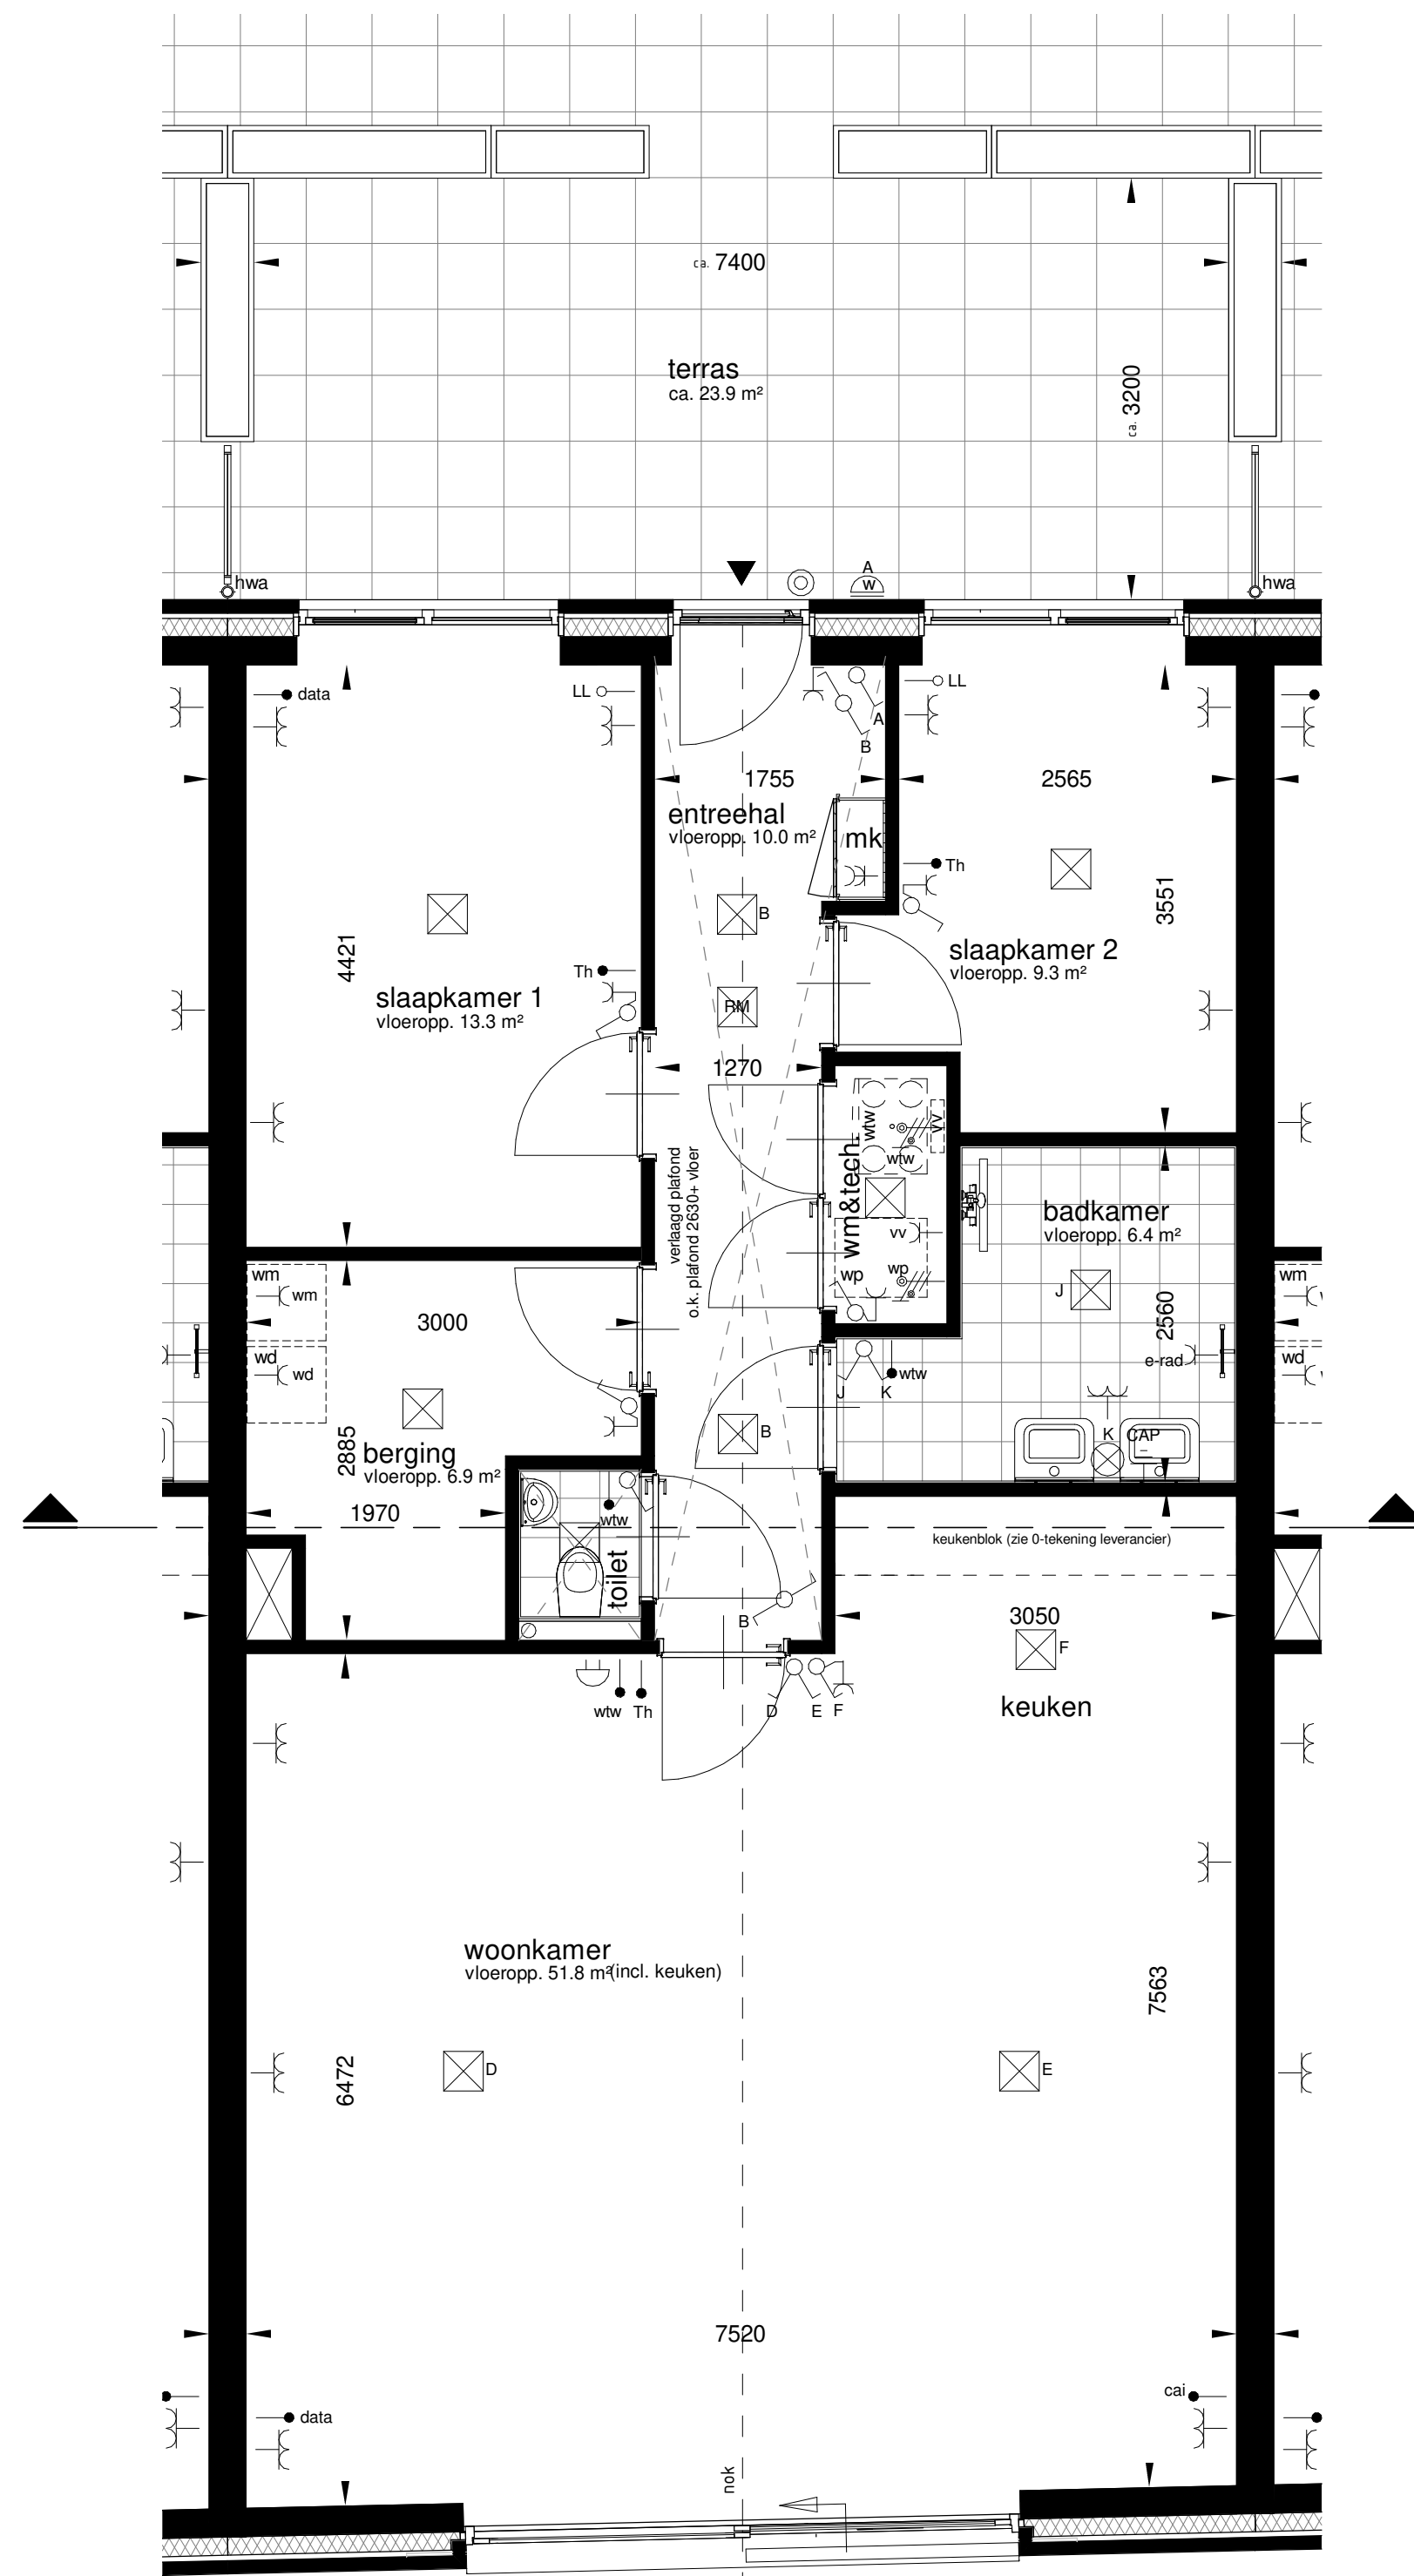 ca. 7400
terras
ca. 23.9 m²
ca. 3200
hwa
A
w
hwa
data
LL
LL
A
B
1755
2565
entreehal
vloeropp. 10.0 m²
mk
Th
3551
B
4421
slaapkamer 2
vloeropp. 9.3 m²
Th
slaapkamer 1
vloeropp. 13.3 m²
RM
1270
wtw
vv
wtw
verlaagd plafond
o.k. plafond 2630+ vloer
wm&tech.
badkamer
vloeropp. 6.4 m²
vv
wp
wp
J
2560
wm
wm
wm
3000
wd
wd
wd
e-rad
wtw
J
K
2885
berging
vloeropp. 6.9 m²
B
K
CAP
1970
wtw
toilet
keukenblok (zie 0-tekening leverancier)
B
3050
F
wtw
Th
D
E
F
keuken
woonkamer
vloeropp. 51.8 m² (incl. keuken)
7563
6472
D
E
7520
cai
data
nok